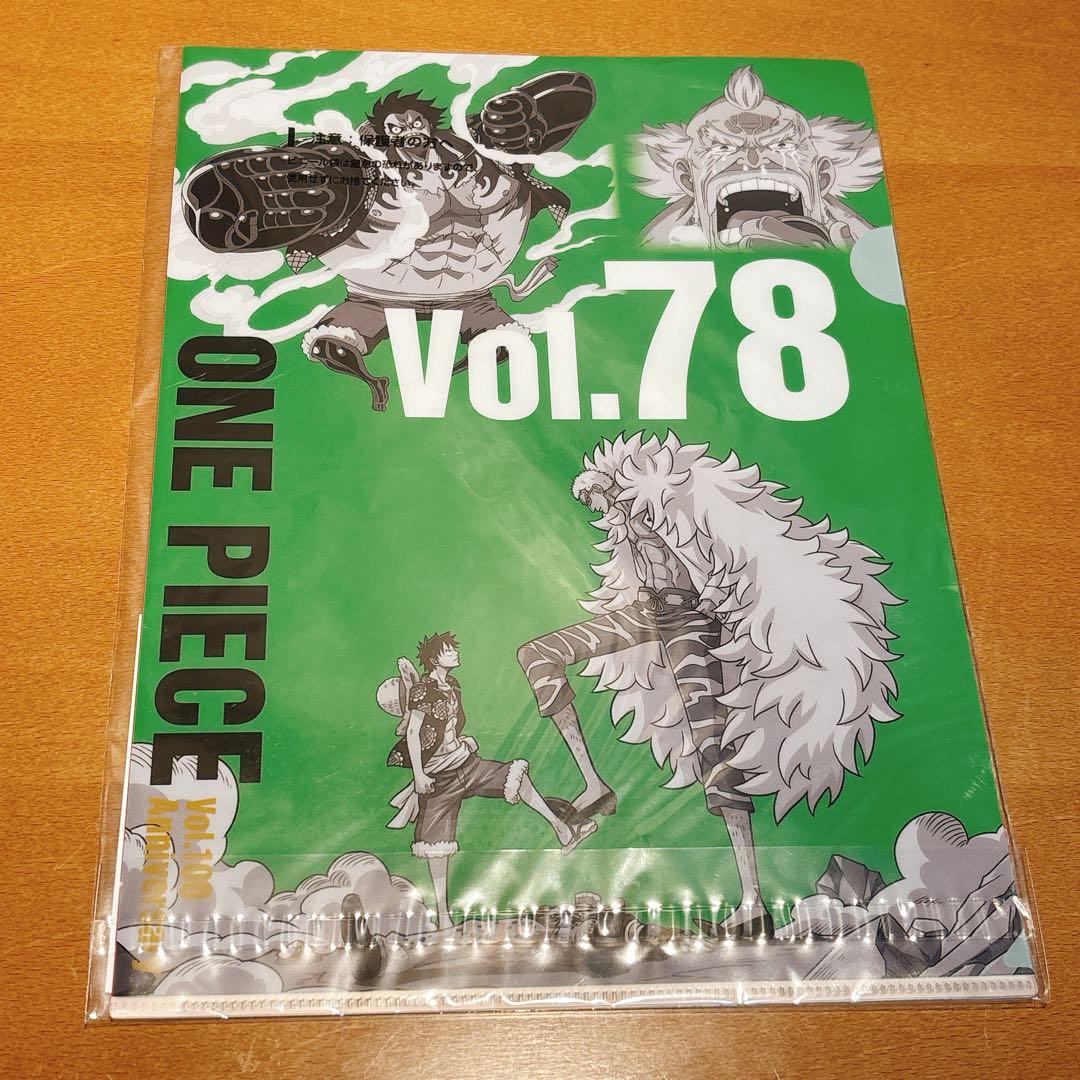 注意:保護者の方へ
ビニール袋は窒息の恐れがありますので、
使用せずにお捨てください。
Vol.78
ONE PIECE
Vol.100
Anniversary